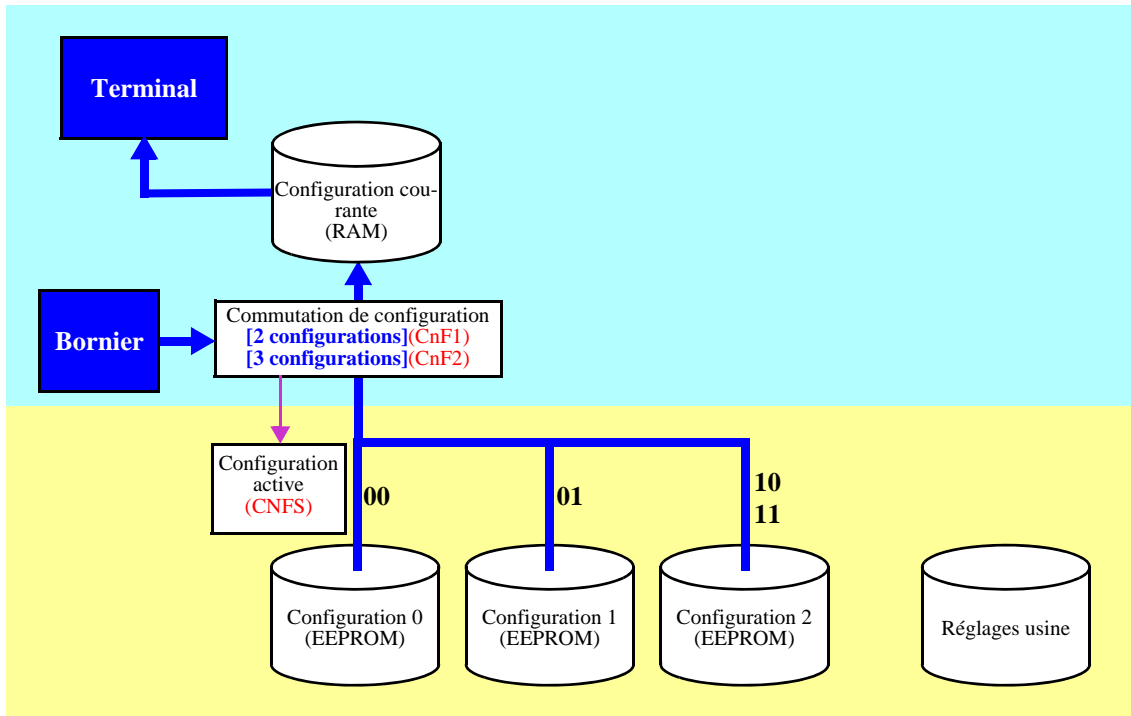 Terminal
Configuration cou-
rante
(RAM)
Commutation de configuration
[2 configurations](CnF1)
[3 configurations](CnF2)
Bornier
Configuration
active
(CNFS)
00
01
10
11
Configuration 0
(EEPROM)
Configuration 1
(EEPROM)
Configuration 2
(EEPROM)
Réglages usine